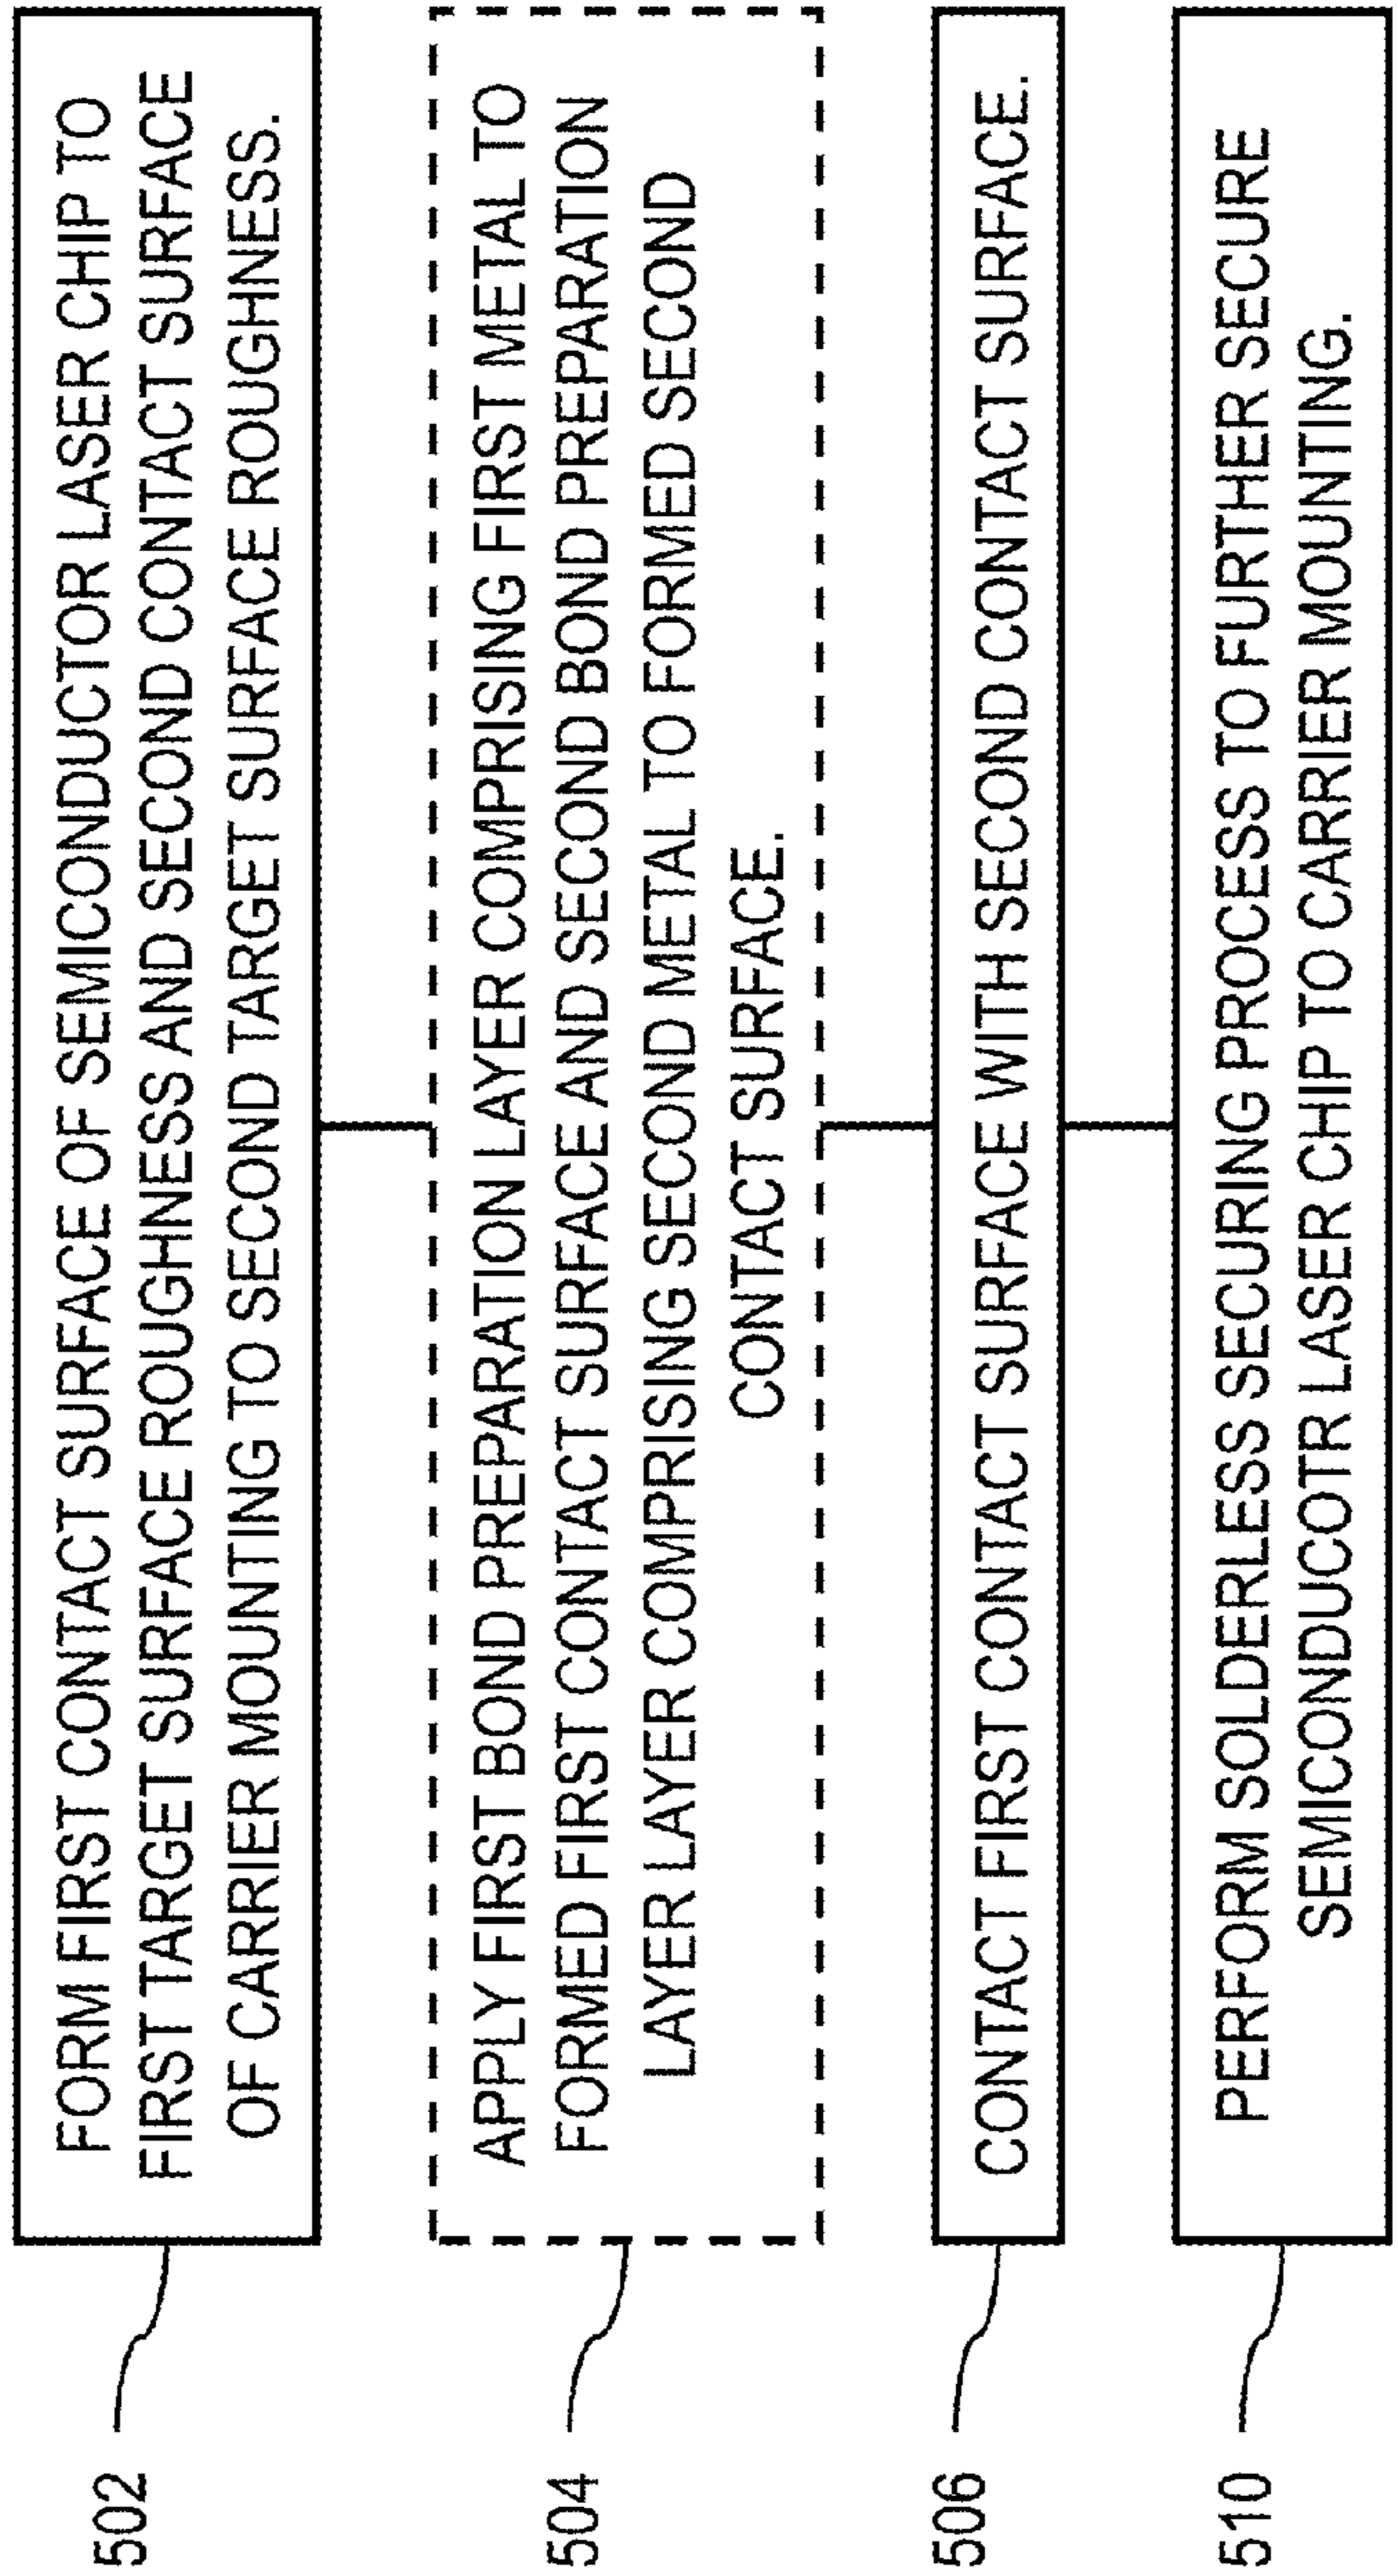 502
FORM FIRST CONTACT SURFACE OF SEMICONDUCTOR LASER CHIP TO
FIRST TARGET SURFACE ROUGHNESS AND SECOND CONTACT SURFACE
OF CARRIER MOUNTING TO SECOND TARGET SURFACE ROUGHNESS.
504
APPLY FIRST BOND PREPARATION LAYER COMPRISING FIRST METAL TO
FORMED FIRST CONTACT SURFACE AND SECOND BOND PREPARATION
LAYER LAYER COMPRISING SECOND METAL TO FORMED SECOND
CONTACT SURFACE.
506
CONTACT FIRST CONTACT SURFACE WITH SECOND CONTACT SURFACE.
510
PERFORM SOLDERLESS SECURING PROCESS TO FURTHER SECURE
SEMICONDUCOTR LASER CHIP TO CARRIER MOUNTING.